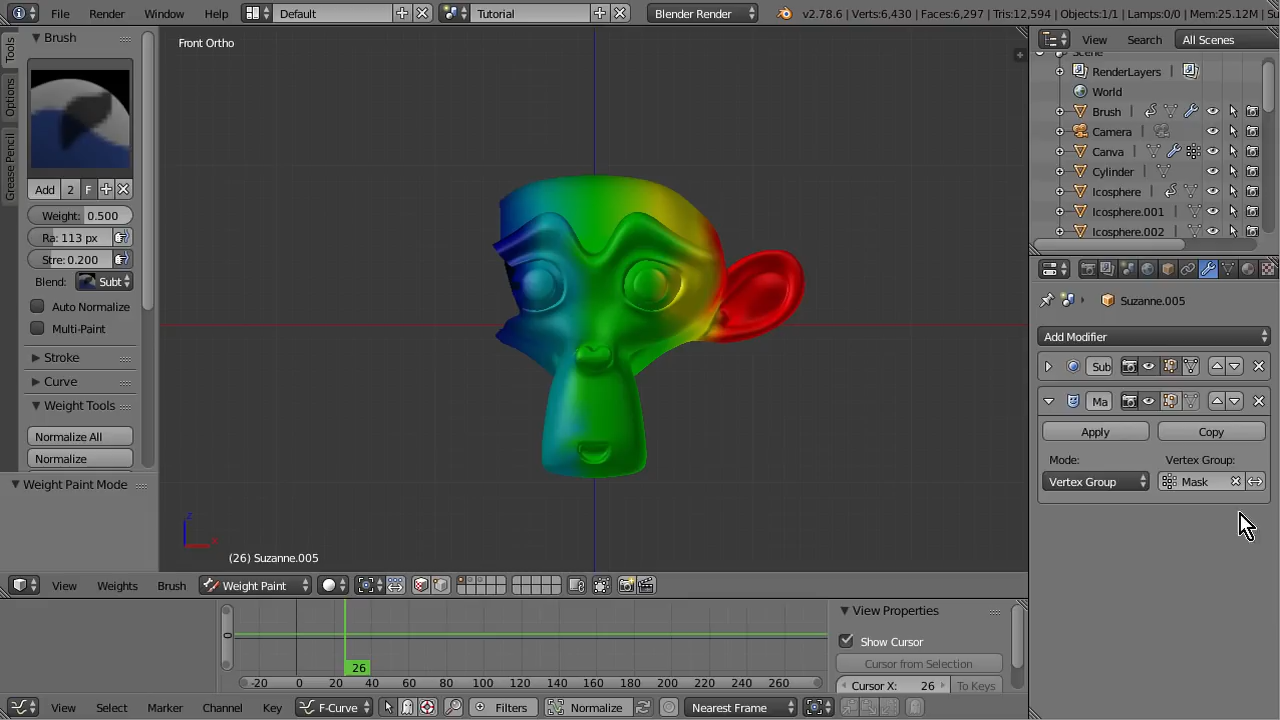 File Render Window Help Default Tutorial Blender Render v2.78.6 | Verts:6,430 | Faces:6,297 | Tris:12,594 | Objects:1/1 | Lamps:0/0 | Mem:25.12M | Su
Brush
Front Ortho
View Search All Scenes
Scene
RenderLayers
World
Brush
Camera
Canva
Cylinder
Icosphere
Icosphere.001
Icosphere.002
Tools
Options
Grease Pencil
Add 2 F
Weight: 0.500
Ra: 113 px
Stre: 0.200
Blend: Subt
Auto Normalize
Multi-Paint
Stroke
Curve
Weight Tools
Normalize All
Normalize
Weight Paint Mode
Suzanne.005
Add Modifier
Sub
Ma
Apply Copy
Mode: Vertex Group:
Vertex Group Mask
z
x
(26) Suzanne.005
View Weights Brush Weight Paint
0
26
-20 0 20 40 60 80 100 120 140 160 180 200 220 240 260
View Properties
Show Cursor
Cursor from Selection
Cursor X: 26 To Keys
View Select Marker Channel Key F-Curve Filters Normalize Nearest Frame